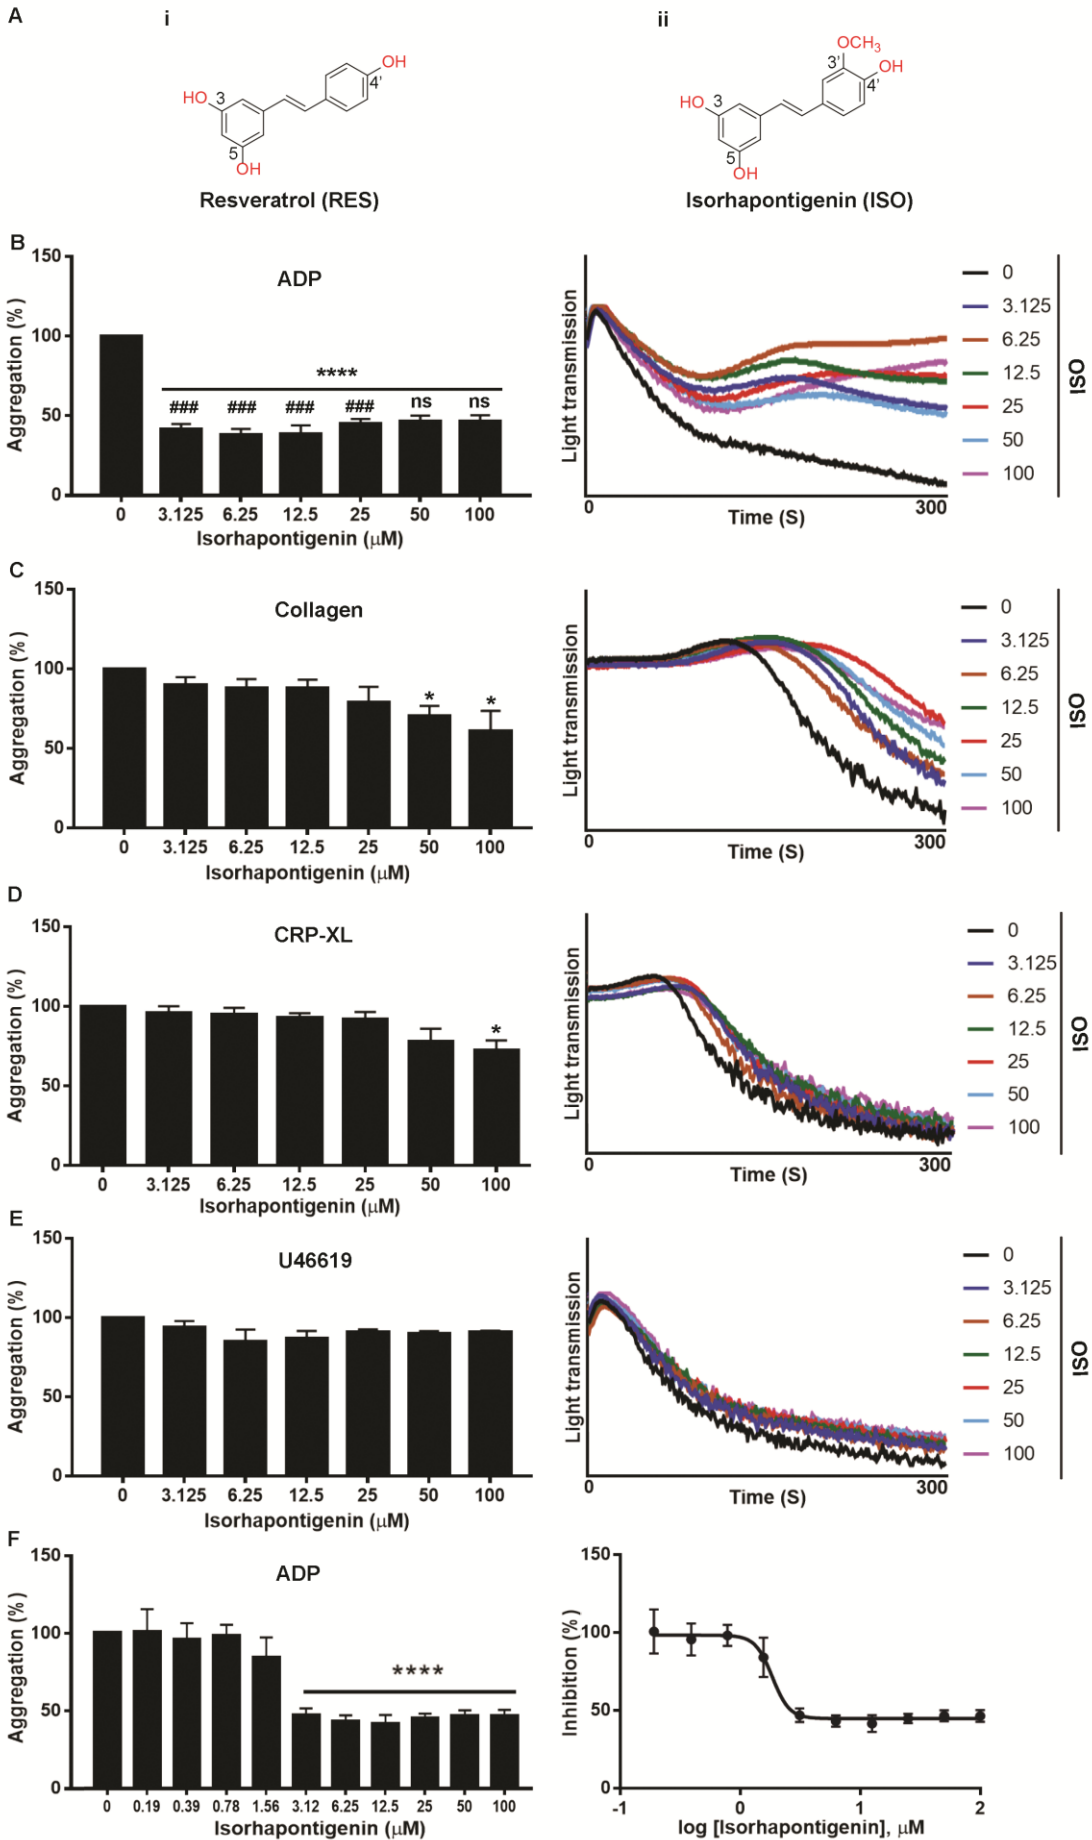 A
i
ii
OH
4'
HO
3
5
OH
OCH3
3'
OH
4'
HO
3
5
OH
Resveratrol (RES)
Isorhapontigenin (ISO)
B
150
100
50
0
Aggregation (%)
ADP
****
### ### ### ### ns ns
0 3.125 6.25 12.5 25 50 100
Isorhapontigenin (μM)
Light transmission
0 300
Time (S)
0
3.125
6.25
12.5
25
50
100
ISO
C
150
100
50
0
Aggregation (%)
Collagen
* *
0 3.125 6.25 12.5 25 50 100
Isorhapontigenin (μM)
Light transmission
0 300
Time (S)
0
3.125
6.25
12.5
25
50
100
ISO
D
150
100
50
0
Aggregation (%)
CRP-XL
*
0 3.125 6.25 12.5 25 50 100
Isorhapontigenin (μM)
Light transmission
0 300
Time (S)
0
3.125
6.25
12.5
25
50
100
ISO
E
150
100
50
0
Aggregation (%)
U46619
0 3.125 6.25 12.5 25 50 100
Isorhapontigenin (μM)
Light transmission
0 300
Time (S)
0
3.125
6.25
12.5
25
50
100
ISO
F
150
100
50
0
Aggregation (%)
ADP
****
0 0.19 0.39 0.78 1.56 3.12 6.25 12.5 25 50 100
Isorhapontigenin (μM)
150
100
50
0
Inhibition (%)
-1 0 1 2
log [Isorhapontigenin], μM